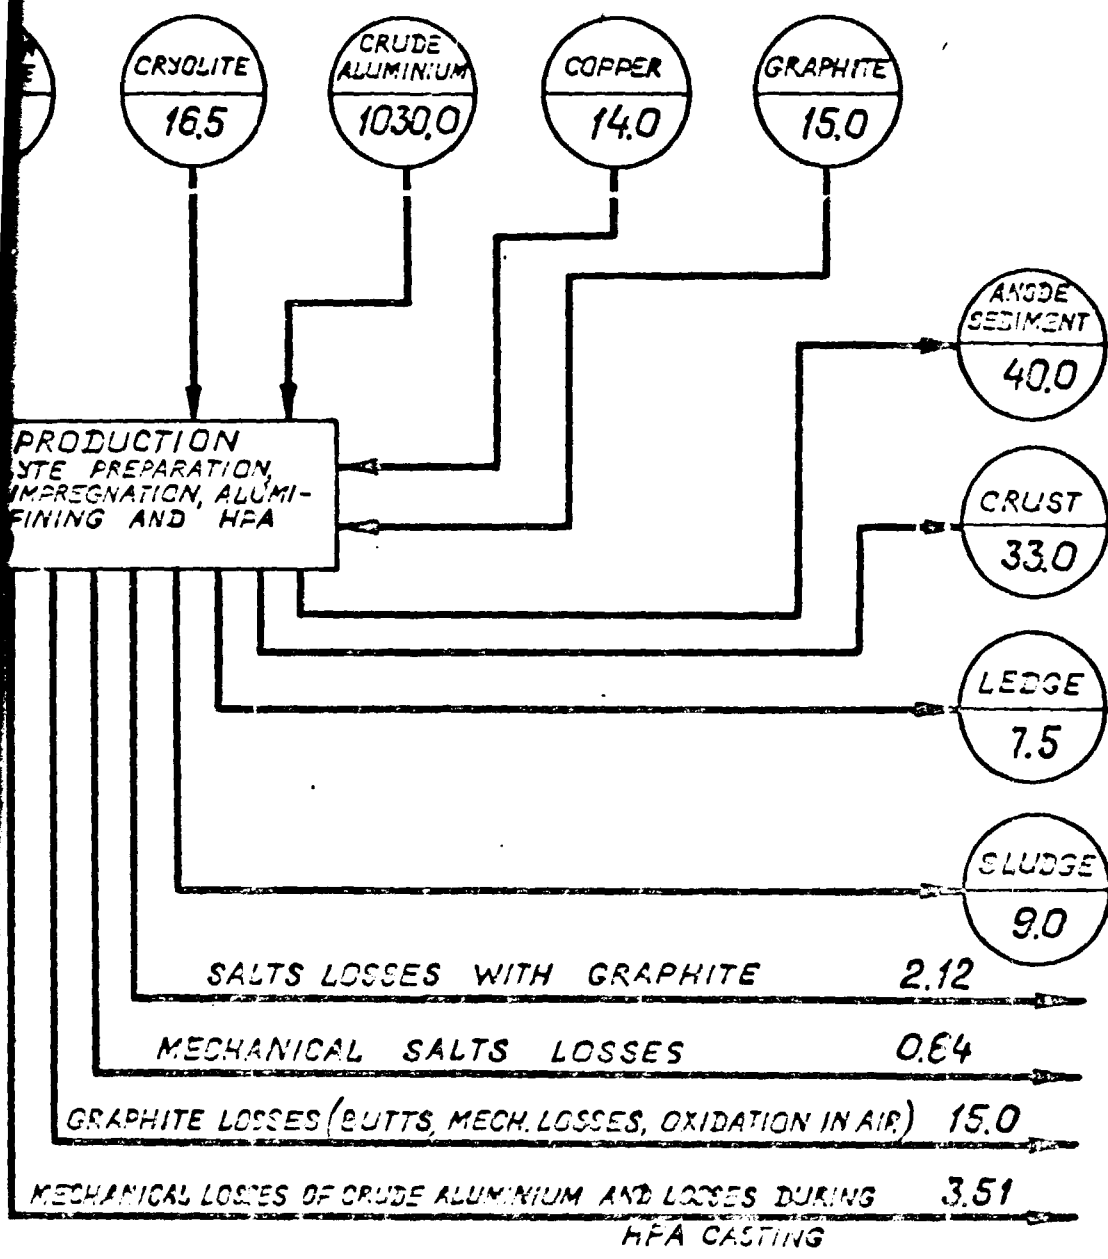 CRYOLITE
16.5
CRUDE
ALUMINIUM
1030.0
COPPER
14.0
GRAPHITE
15.0
ANODE
SEDIMENT
40.0
PRODUCTION
YTE PREPARATION,
IMPREGNATION, ALUMI-
FINING AND HPA
CRUST
33.0
LEDGE
7.5
SLUDGE
9.0
SALTS LOSSES WITH GRAPHITE 2.12
MECHANICAL SALTS LOSSES 0.64
GRAPHITE LOSSES (BUTTS, MECH. LOSSES, OXIDATION IN AIR) 15.0
MECHANICAL LOSSES OF CRUDE ALUMINIUM AND LOSSES DURING 3.51
HPA CASTING